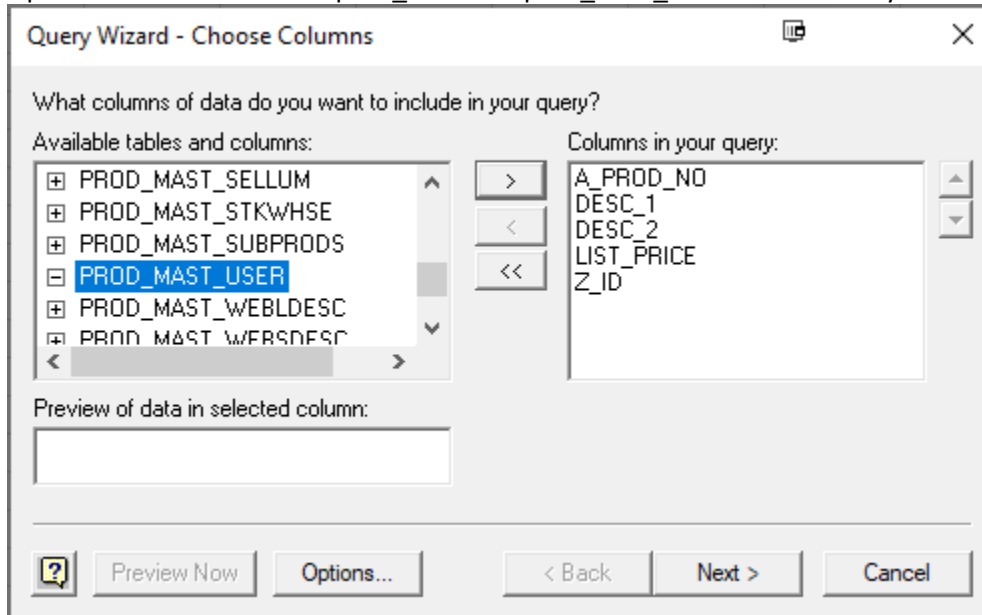 Query Wizard - Choose Columns
What columns of data do you want to include in your query?
Available tables and columns:
PROD_MAST_SELLUM
PROD_MAST_STKWHSE
PROD_MAST_SUBPRODS
PROD_MAST_USER
PROD_MAST_WEBLDESC
PROD_MAST_WEBSDESC
>
<
<<
Columns in your query:
A_PROD_NO
DESC_1
DESC_2
LIST_PRICE
Z_ID
Preview of data in selected column:
Preview Now Options... < Back Next > Cancel